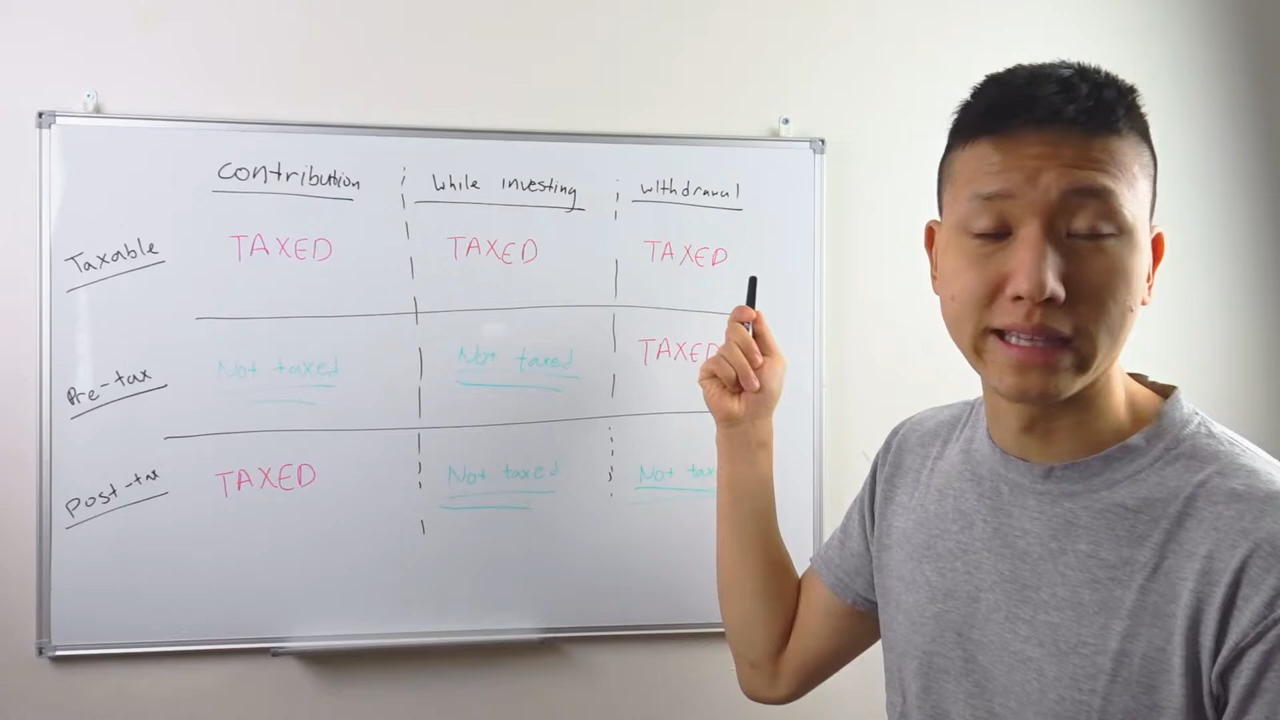 Contribution while investing withdrawal
Taxable TAXED TAXED TAXED
Pre-tax Not taxed Not taxed TAXED
Post-tax TAXED Not taxed Not tax